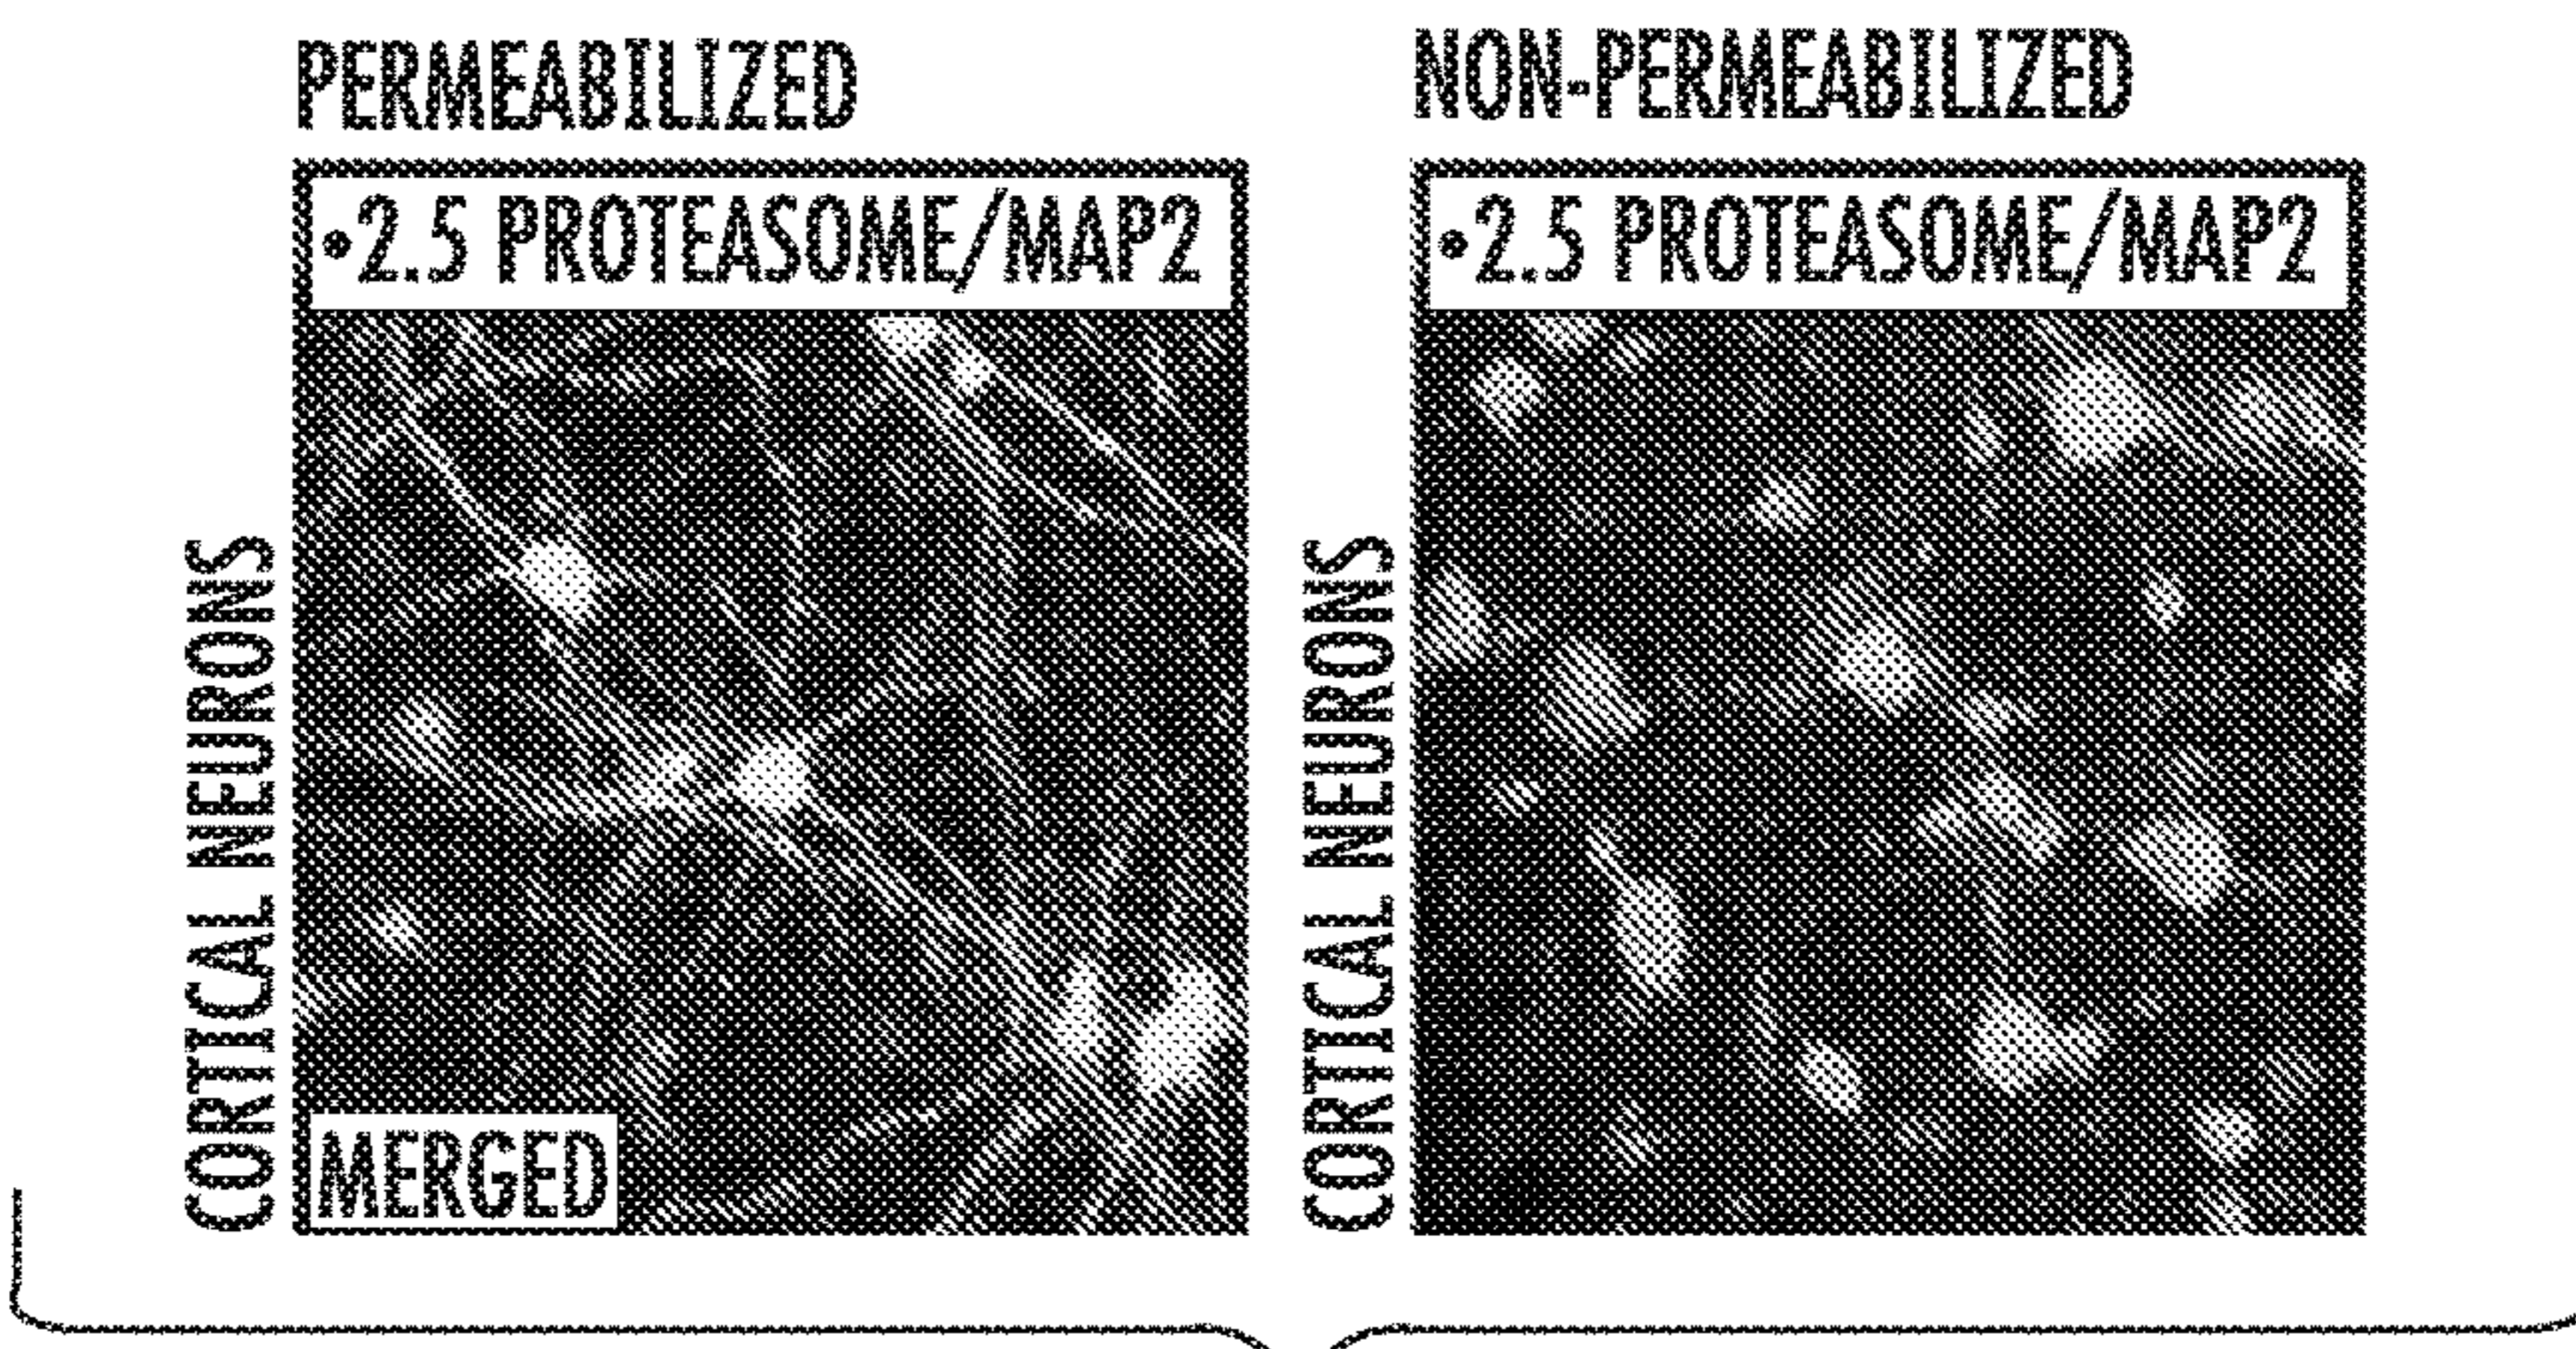 PERMEABILIZED
•2.5 PROTEASOME/MAP2
CORTICAL NEURONS
MERGED
NON-PERMEABILIZED
•2.5 PROTEASOME/MAP2
CORTICAL NEURONS